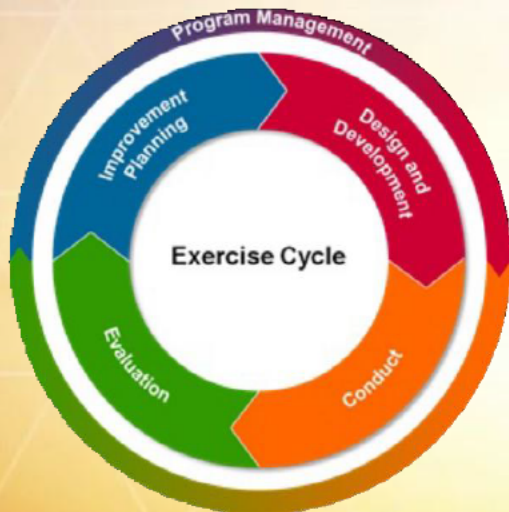 Program Management
Improvement
Planning
Design and
Development
Exercise Cycle
Evaluation
Conduct